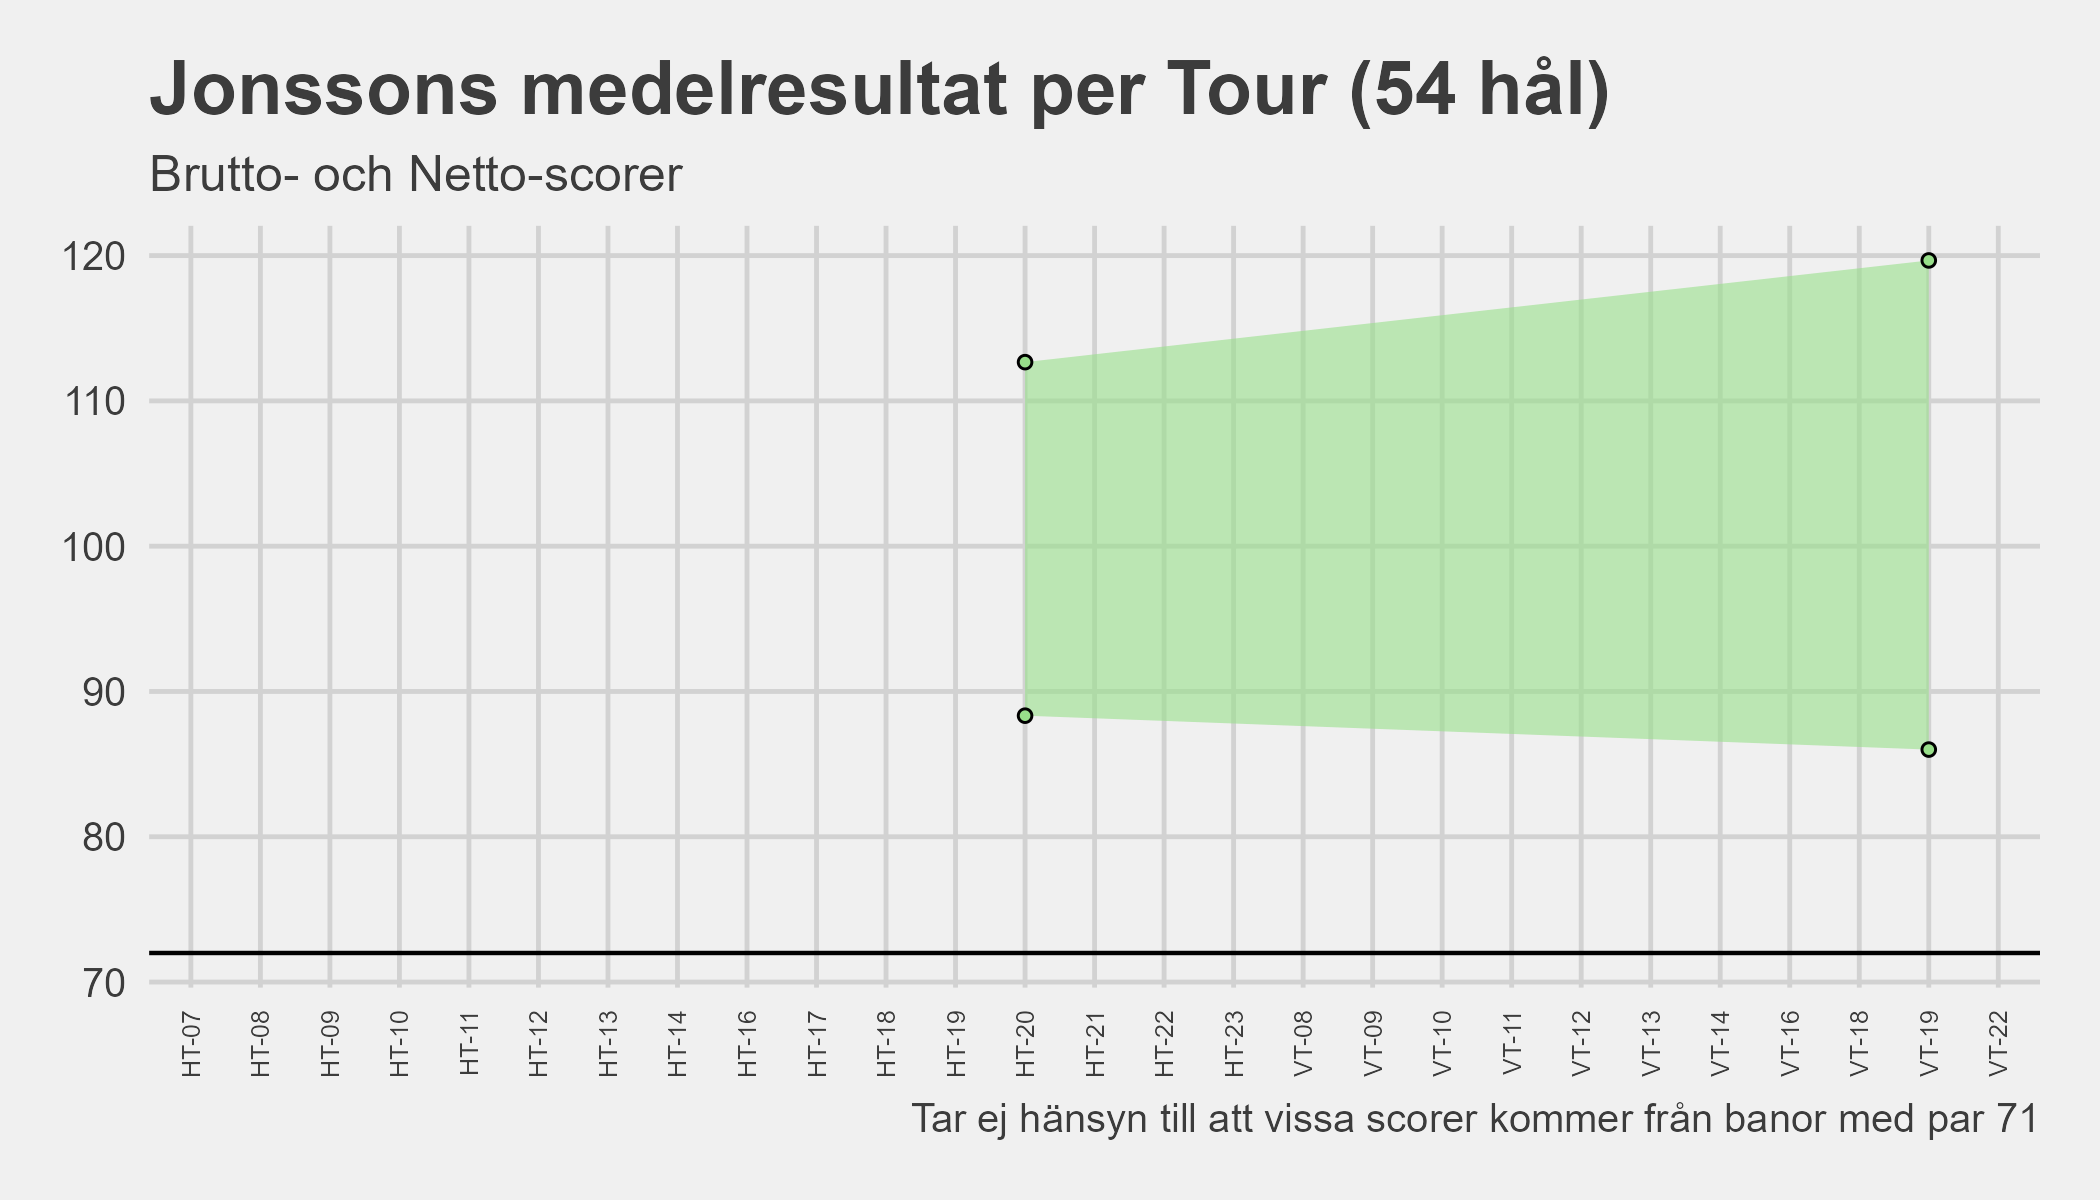 Jonssons medelresultat per Tour (54 hål)
Brutto- och Netto-scorer
120
110
100
90
80
70
HT-07 HT-08 HT-09 HT-10 HT-11 HT-12 HT-13 HT-14 HT-16 HT-17 HT-18 HT-19 HT-20 HT-21 HT-22 HT-23 VT-08 VT-09 VT-10 VT-11 VT-12 VT-13 VT-14 VT-16 VT-18 VT-19 VT-22
Tar ej hänsyn till att vissa scorer kommer från banor med par 71